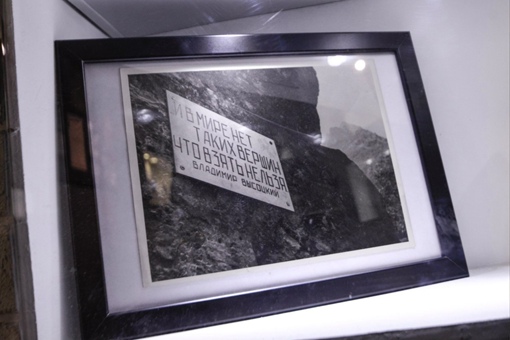 И В МИРЕ НЕТ
ТАКИХ ВЕРШИН
ЧТО ВЗЯТЬ НЕЛЬЗЯ
ВЛАДИМИР ВЫСОЦКИЙ